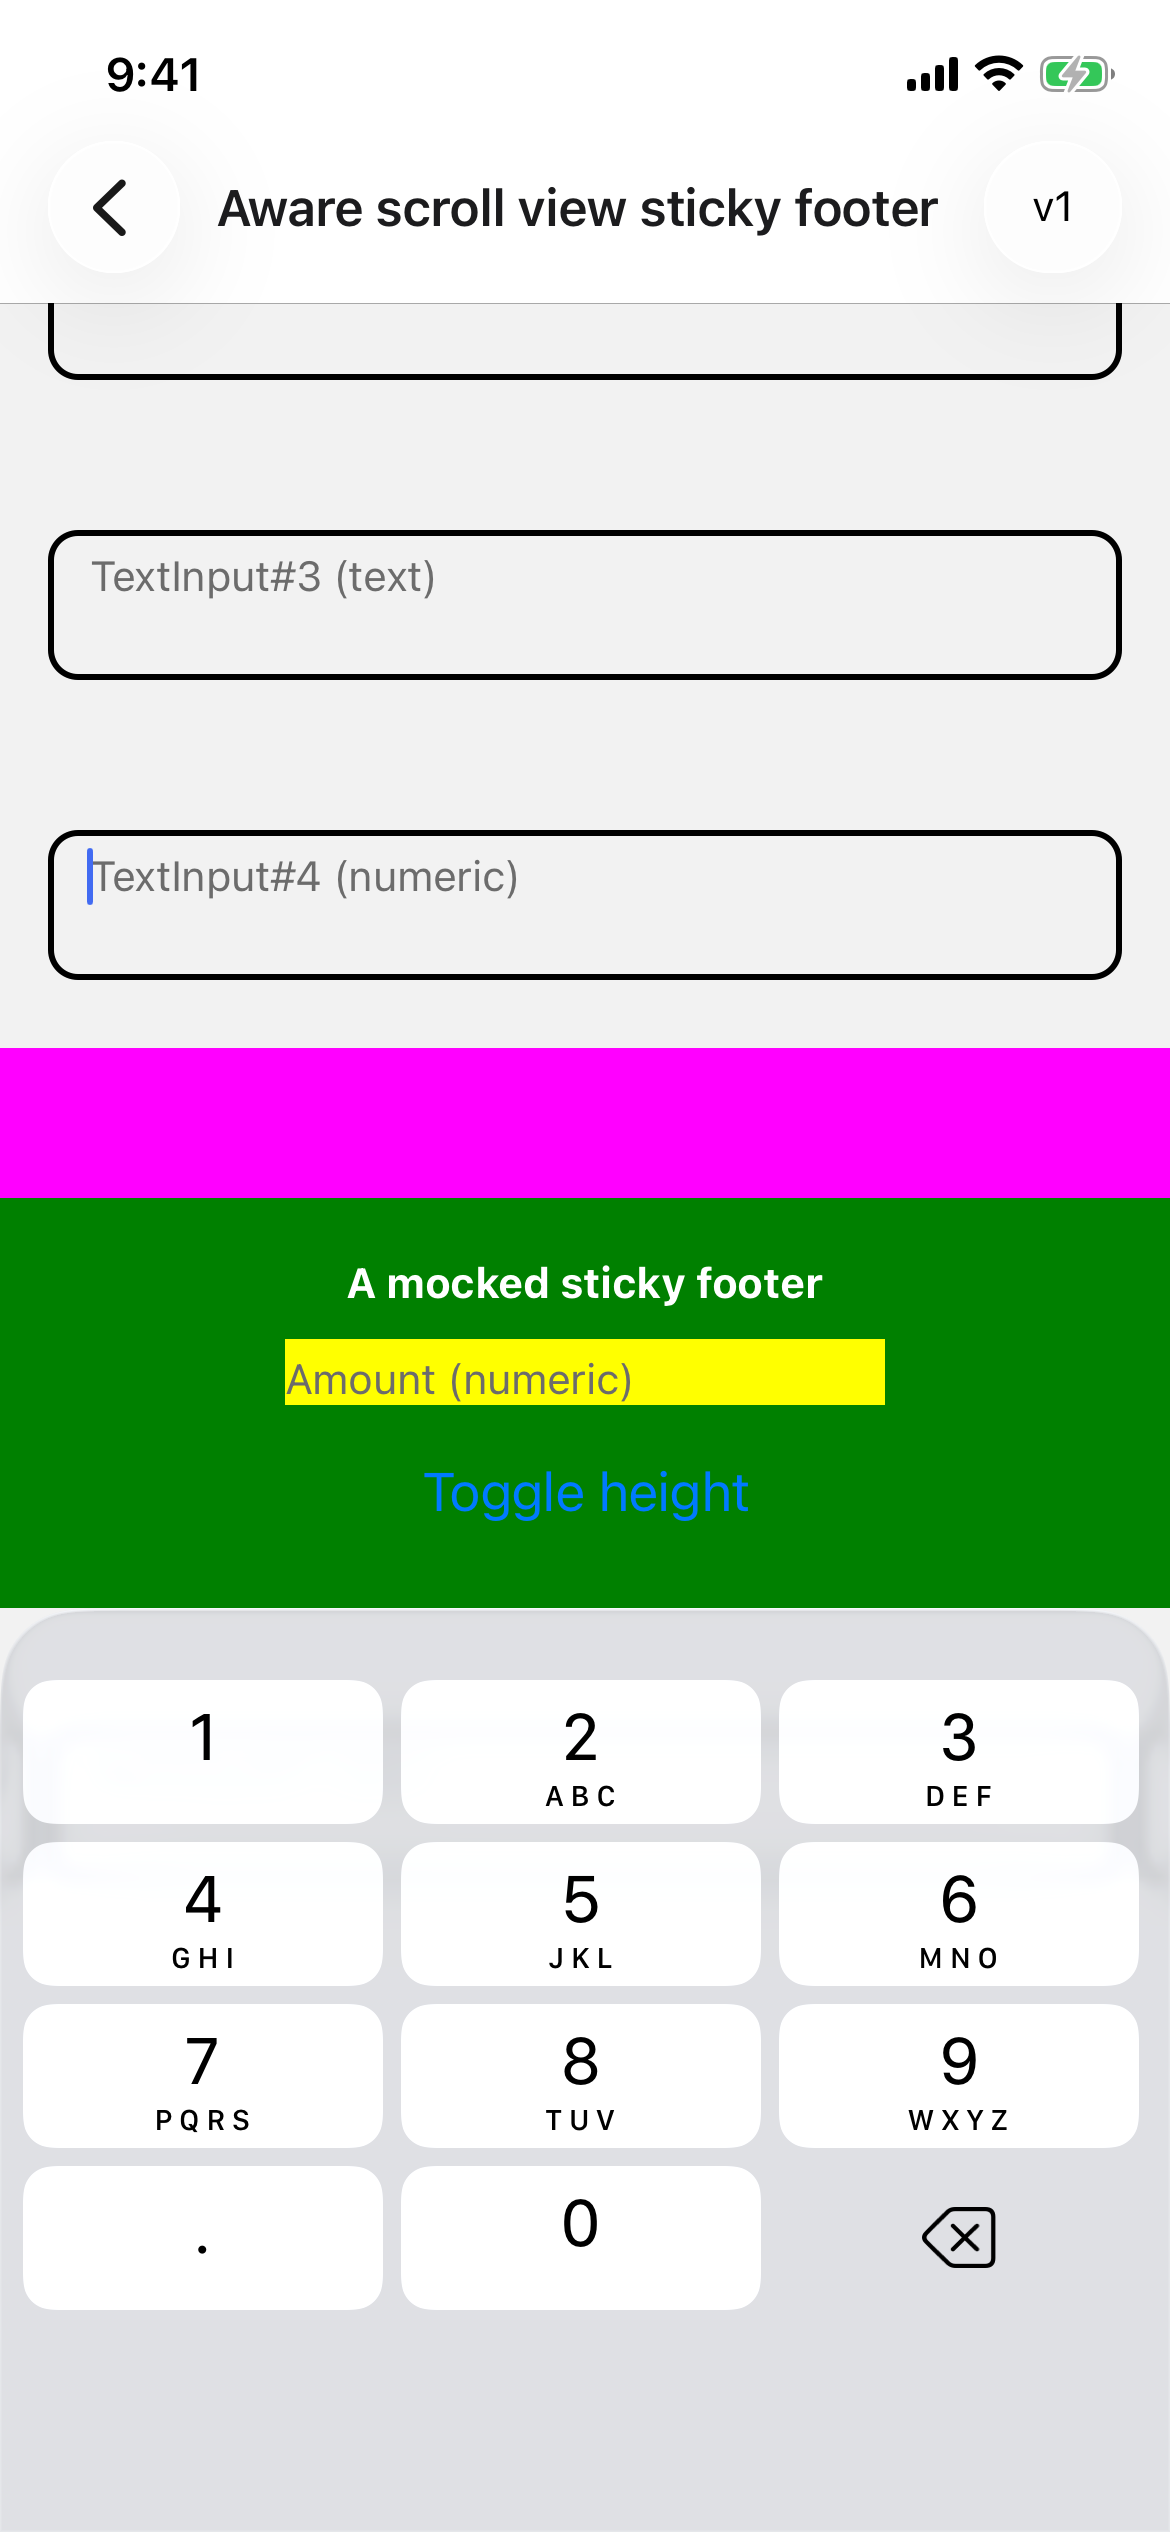 9:41
Aware scroll view sticky footer
v1
TextInput#3 (text)
TextInput#4 (numeric)
A mocked sticky footer
Amount (numeric)
Toggle height
1
2
ABC
3
DEF
4
GHI
5
JKL
6
MNO
7
PQRS
8
TUV
9
WXYZ
.
0